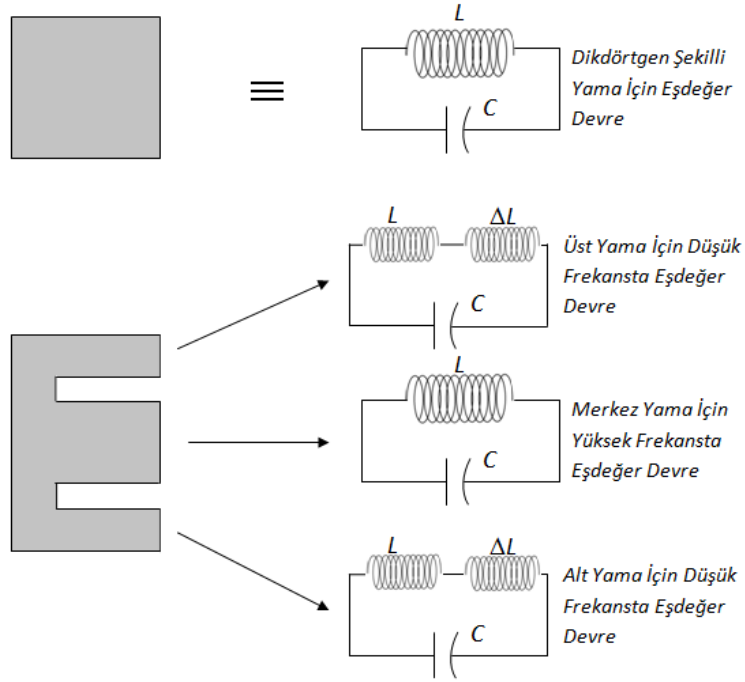 L
C
Dikdörtgen Şekilli
Yama İçin Eşdeğer
Devre
≡
L
ΔL
C
Üst Yama İçin Düşük
Frekansta Eşdeğer
Devre
L
C
Merkez Yama İçin
Yüksek Frekansta
Eşdeğer Devre
L
ΔL
C
Alt Yama İçin Düşük
Frekansta Eşdeğer
Devre